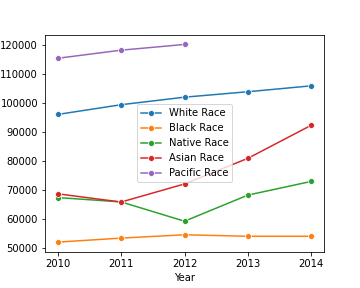 120000
110000
100000
90000
80000
70000
60000
50000
White Race
Black Race
Native Race
Asian Race
Pacific Race
2010 2011 2012 2013 2014
Year